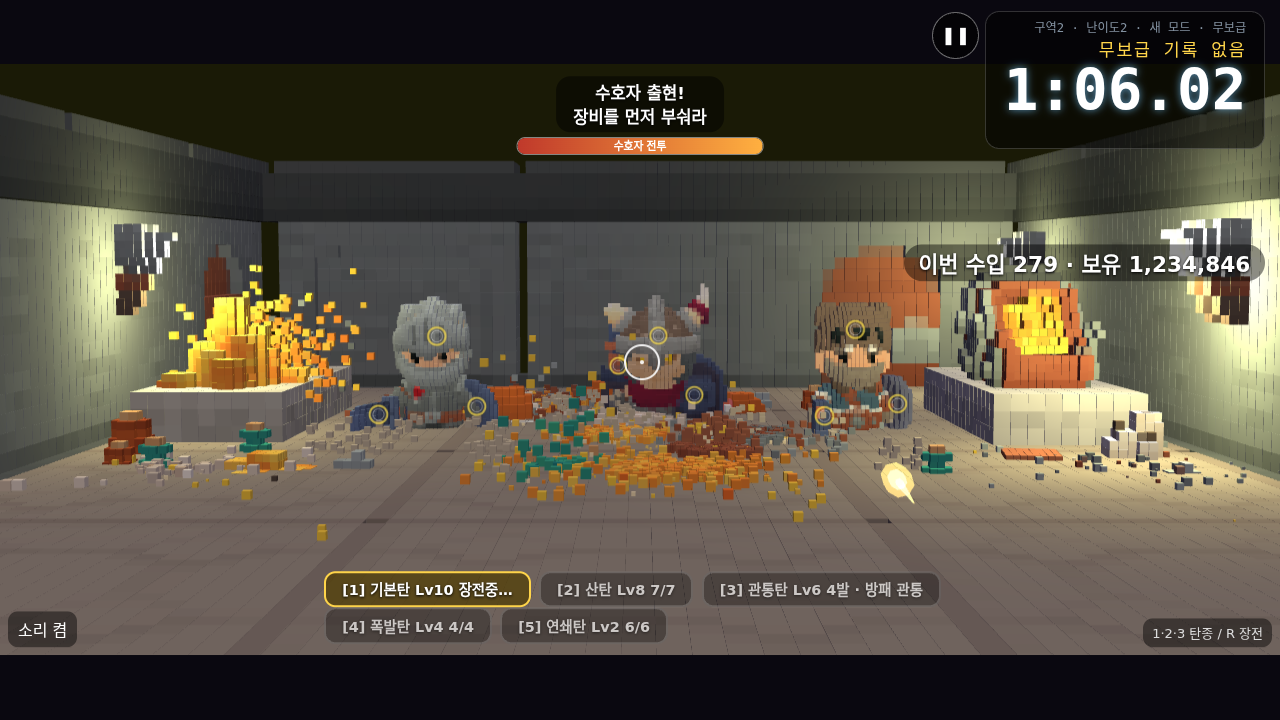 구역2 · 난이도2 · 새 모드 · 무보급
무보급 기록 없음
1:06.02
수호자 출현!
장비를 먼저 부숴라
수호자 전투
이번 수입 279 · 보유 1,234,846
[1] 기본탄 Lv10 장전중…
[2] 산탄 Lv8 7/7
[3] 관통탄 Lv6 4발 · 방패 관통
[4] 폭발탄 Lv4 4/4
[5] 연쇄탄 Lv2 6/6
소리 켬
1·2·3 탄종 / R 장전